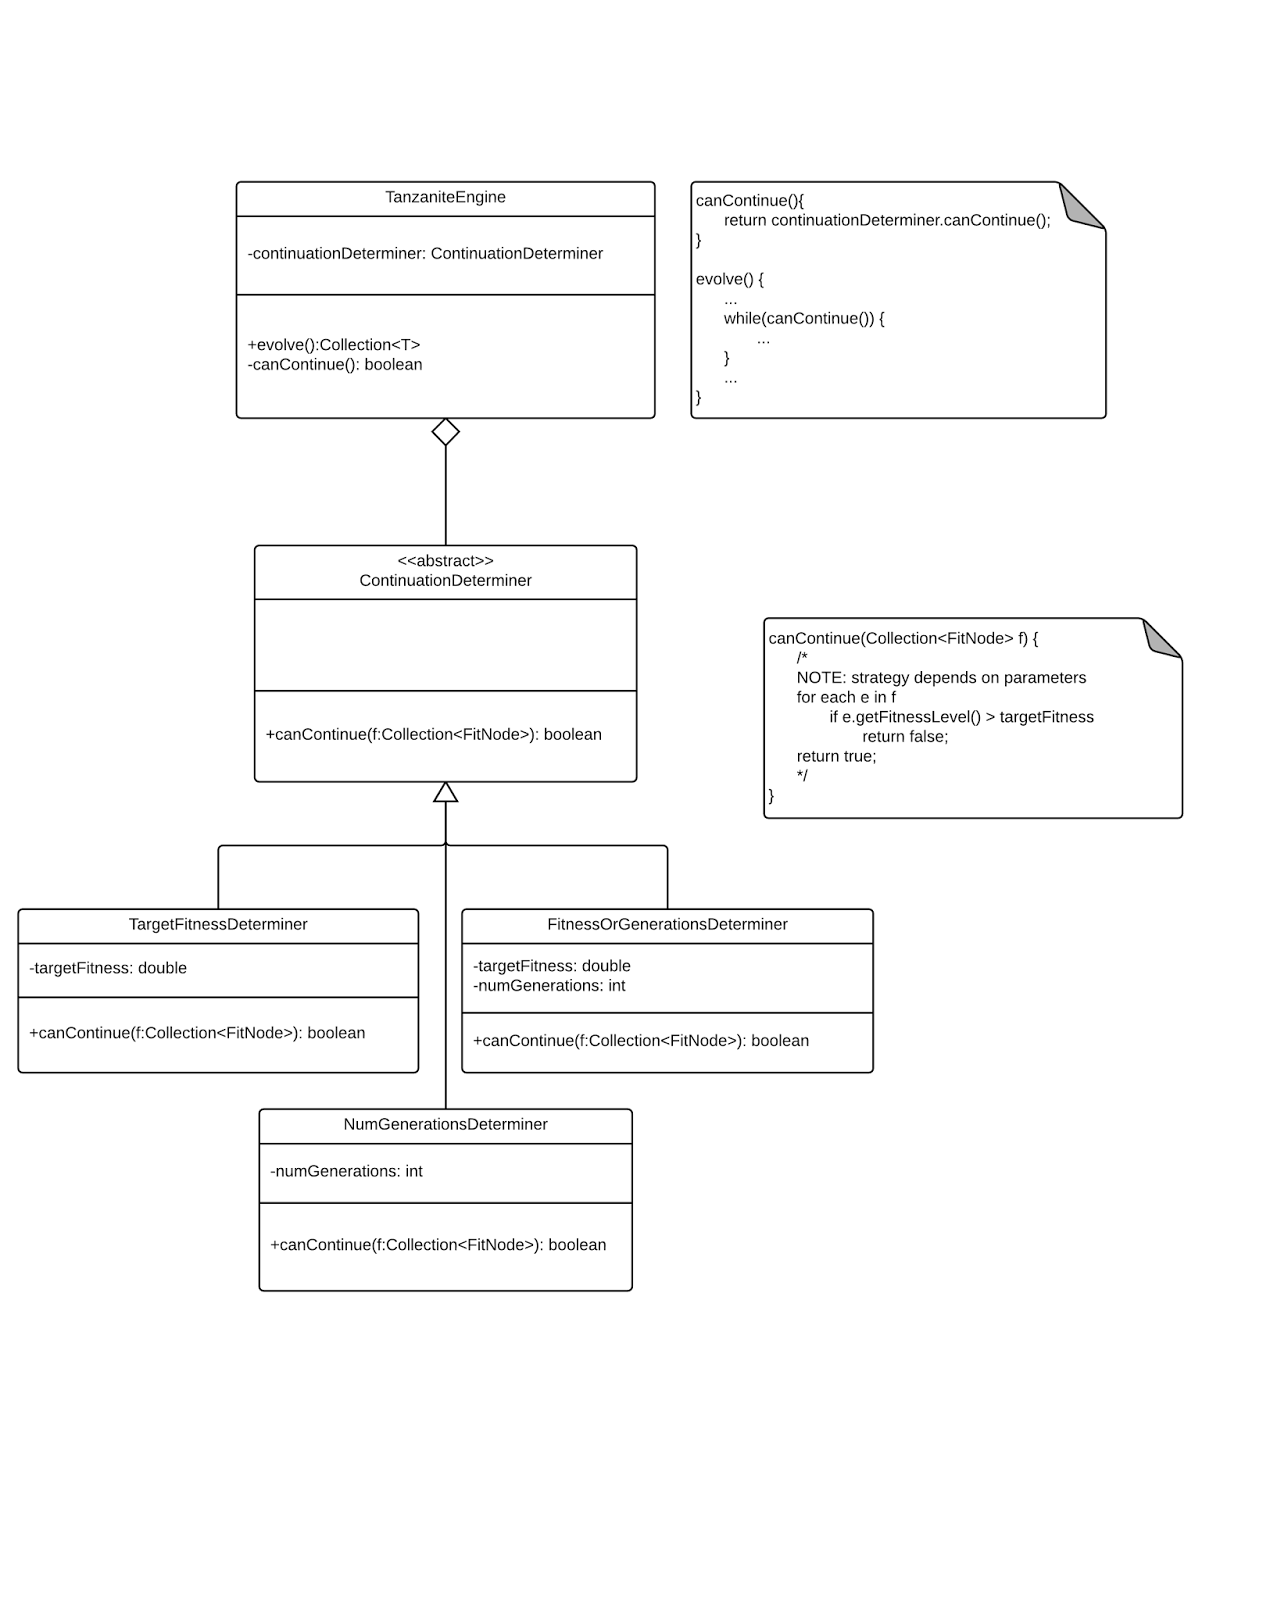 TanzaniteEngine
-continuationDeterminer: ContinuationDeterminer
+evolve():Collection<T>
-canContinue(): boolean
canContinue(){
return continuationDeterminer.canContinue();
}
evolve() {
...
while(canContinue()) {
...
}
...
}
<<abstract>>
ContinuationDeterminer
+canContinue(f:Collection<FitNode>): boolean
canContinue(Collection<FitNode> f) {
/*
NOTE: strategy depends on parameters
for each e in f
if e.getFitnessLevel() > targetFitness
return false;
return true;
*/
}
TargetFitnessDeterminer
-targetFitness: double
+canContinue(f:Collection<FitNode>): boolean
FitnessOrGenerationsDeterminer
-targetFitness: double
-numGenerations: int
+canContinue(f:Collection<FitNode>): boolean
NumGenerationsDeterminer
-numGenerations: int
+canContinue(f:Collection<FitNode>): boolean